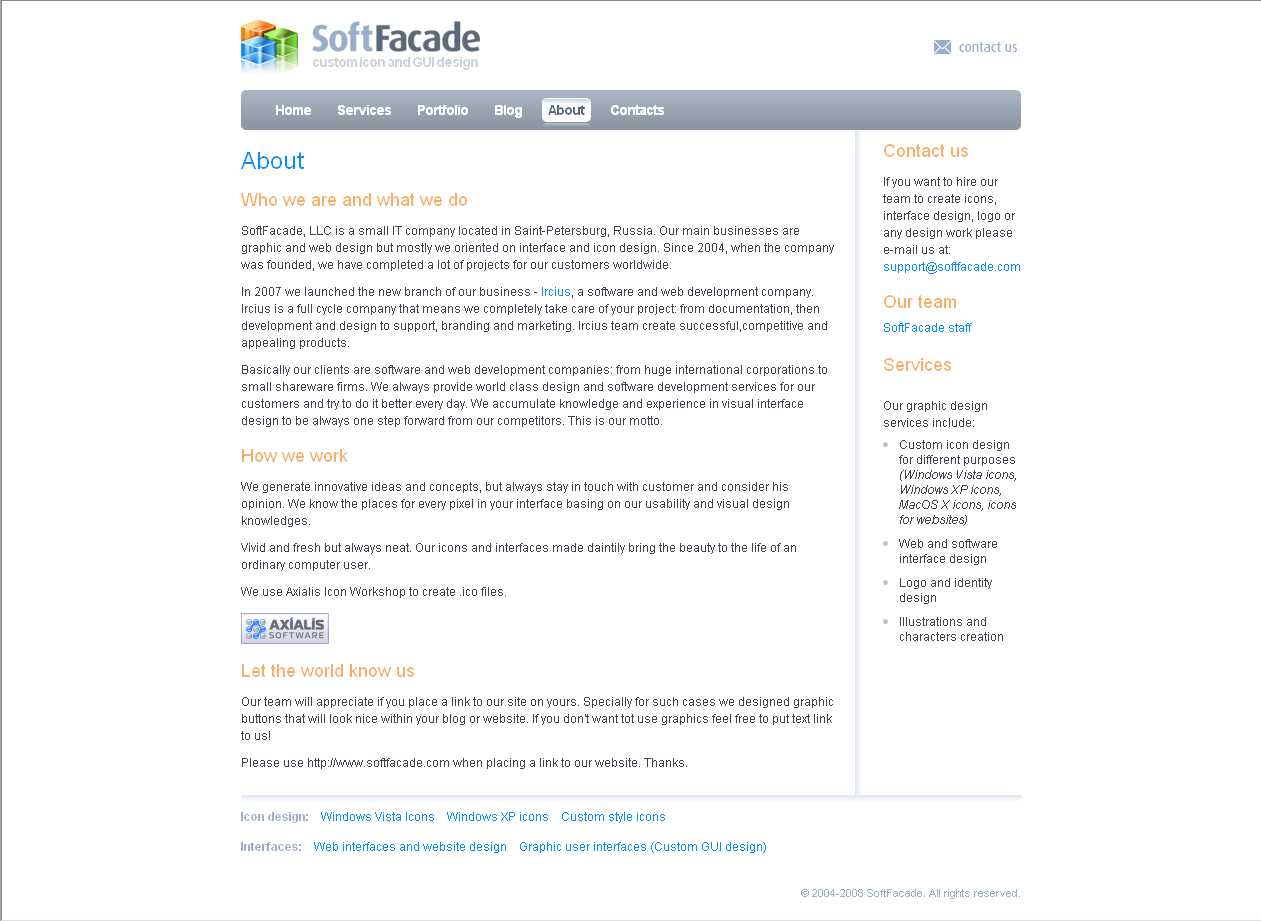 SoftFacade
custom icon and GUI design
contact us
Home Services Portfolio Blog About Contacts
About
Who we are and what we do
SoftFacade, LLC is a small IT company located in Saint-Petersburg, Russia. Our main businesses are
graphic and web design but mostly we oriented on interface and icon design. Since 2004, when the company
was founded, we have completed a lot of projects for our customers worldwide.
In 2007 we launched the new branch of our business - Ircius, a software and web development company.
Ircius is a full cycle company that means we completely take care of your project: from documentation, then
development and design to support, branding and marketing. Ircius team create successful,competitive and
appealing products.
Basically our clients are software and web development companies: from huge international corporations to
small shareware firms. We always provide world class design and software development services for our
customers and try to do it better every day. We accumulate knowledge and experience in visual interface
design to be always one step forward from our competitors. This is our motto.
How we work
We generate innovative ideas and concepts, but always stay in touch with customer and consider his
opinion. We know the places for every pixel in your interface basing on our usability and visual design
knowledges.
Vivid and fresh but always neat. Our icons and interfaces made daintily bring the beauty to the life of an
ordinary computer user.
We use Axialis Icon Workshop to create .ico files.
AXIALIS
SOFTWARE
Let the world know us
Our team will appreciate if you place a link to our site on yours. Specially for such cases we designed graphic
buttons that will look nice within your blog or website. If you don't want tot use graphics feel free to put text link
to us!
Please use http://www.softfacade.com when placing a link to our website. Thanks.
Contact us
If you want to hire our
team to create icons,
interface design, logo or
any design work please
e-mail us at:
support@softfacade.com
Our team
SoftFacade staff
Services
Our graphic design
services include:
Custom icon design
for different purposes
(Windows Vista icons,
Windows XP icons,
MacOS X icons, icons
for websites)
Web and software
interface design
Logo and identity
design
Illustrations and
characters creation
Icon design: Windows Vista Icons Windows XP icons Custom style icons
Interfaces: Web interfaces and website design Graphic user interfaces (Custom GUI design)
© 2004-2008 SoftFacade. All rights reserved.